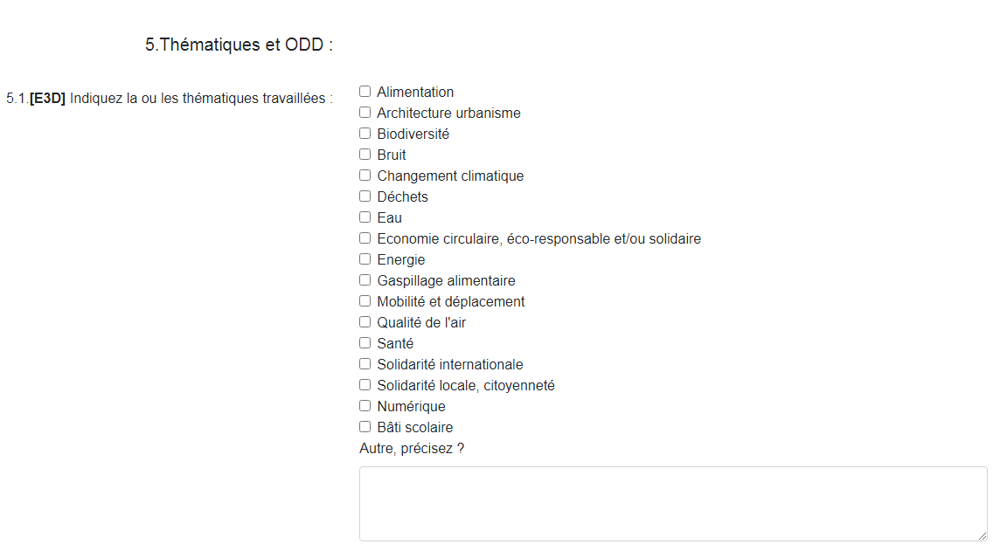 5.Thématiques et ODD :
5.1.[E3D] Indiquez la ou les thématiques travaillées :
Alimentation
Architecture urbanisme
Biodiversité
Bruit
Changement climatique
Déchets
Eau
Economie circulaire, éco-responsable et/ou solidaire
Energie
Gaspillage alimentaire
Mobilité et déplacement
Qualité de l'air
Santé
Solidarité internationale
Solidarité locale, citoyenneté
Numérique
Bâti scolaire
Autre, précisez ?